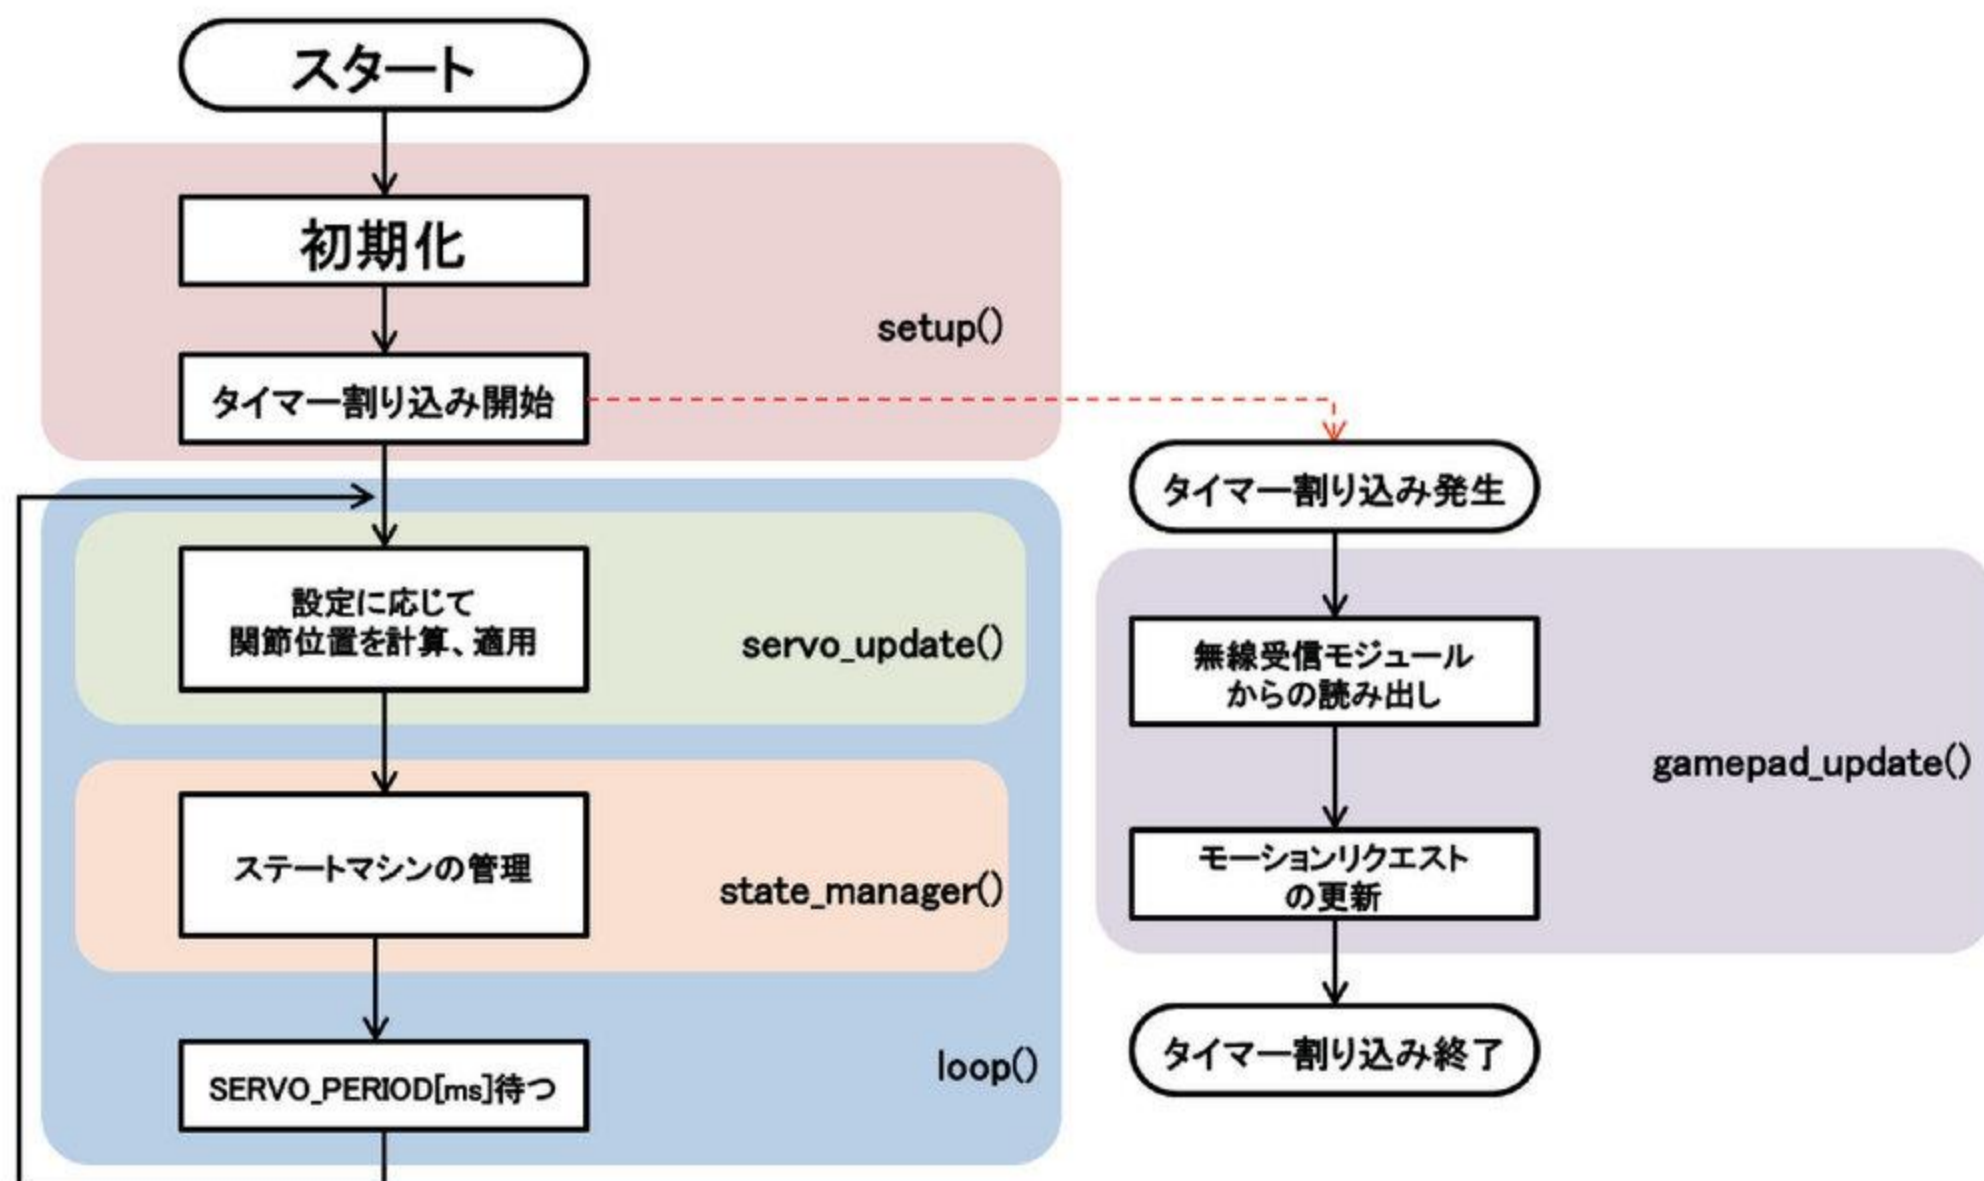 スタート
初期化
setup()
タイマー割り込み開始
設定に応じて
関節位置を計算、適用
servo_update()
ステートマシンの管理
state_manager()
SERVO_PERIOD[ms]待つ
loop()
タイマー割り込み発生
無線受信モジュール
からの読み出し
gamepad_update()
モーションリクエスト
の更新
タイマー割り込み終了